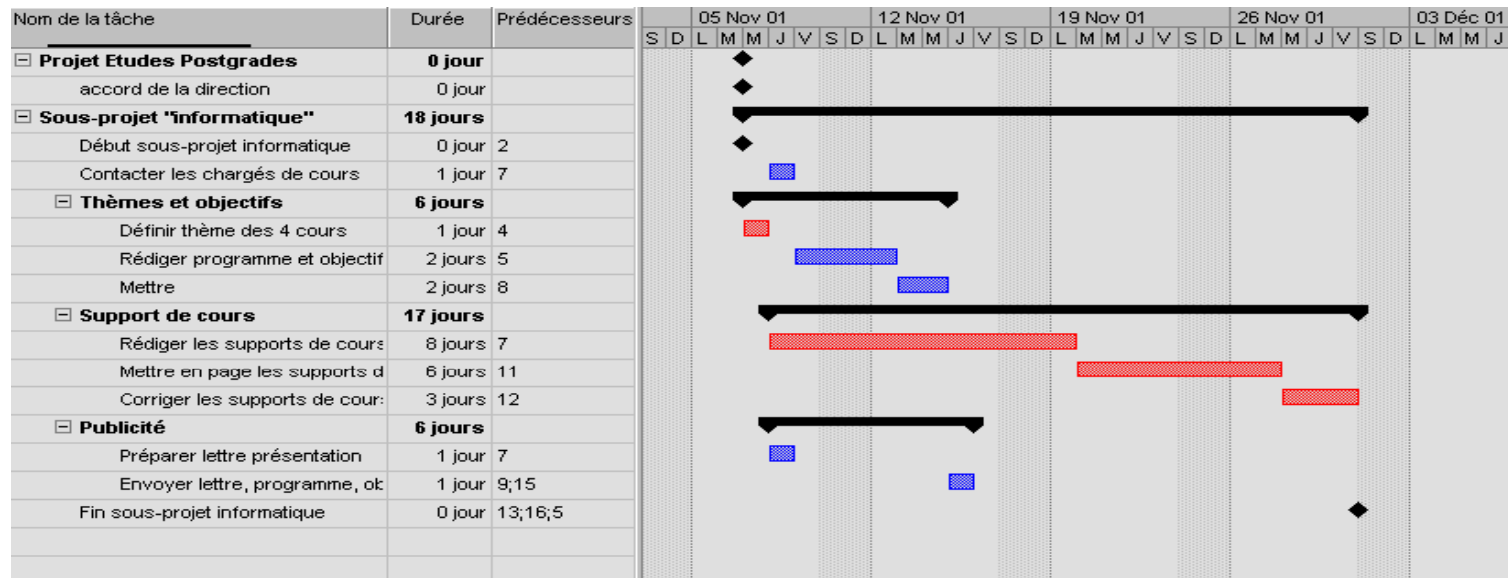 Nom de la tâche Durée Prédécesseurs 05 Nov 01 12 Nov 01 19 Nov 01 26 Nov 01 03 Déc 01
S D L M M J V S D L M M J V S D L M M J V S D L M M J V S D L M M J
Projet Etudes Postgrades 0 jour
accord de la direction 0 jour
Sous-projet "informatique" 18 jours
Début sous-projet informatique 0 jour 2
Contacter les chargés de cours 1 jour 7
Thèmes et objectifs 6 jours
Définir thème des 4 cours 1 jour 4
Rédiger programme et objectif 2 jours 5
Mettre 2 jours 8
Support de cours 17 jours
Rédiger les supports de cours 8 jours 7
Mettre en page les supports d 6 jours 11
Corriger les supports de cour 3 jours 12
Publicité 6 jours
Préparer lettre présentation 1 jour 7
Envoyer lettre, programme, ob 1 jour 9;15
Fin sous-projet informatique 0 jour 13;16;5